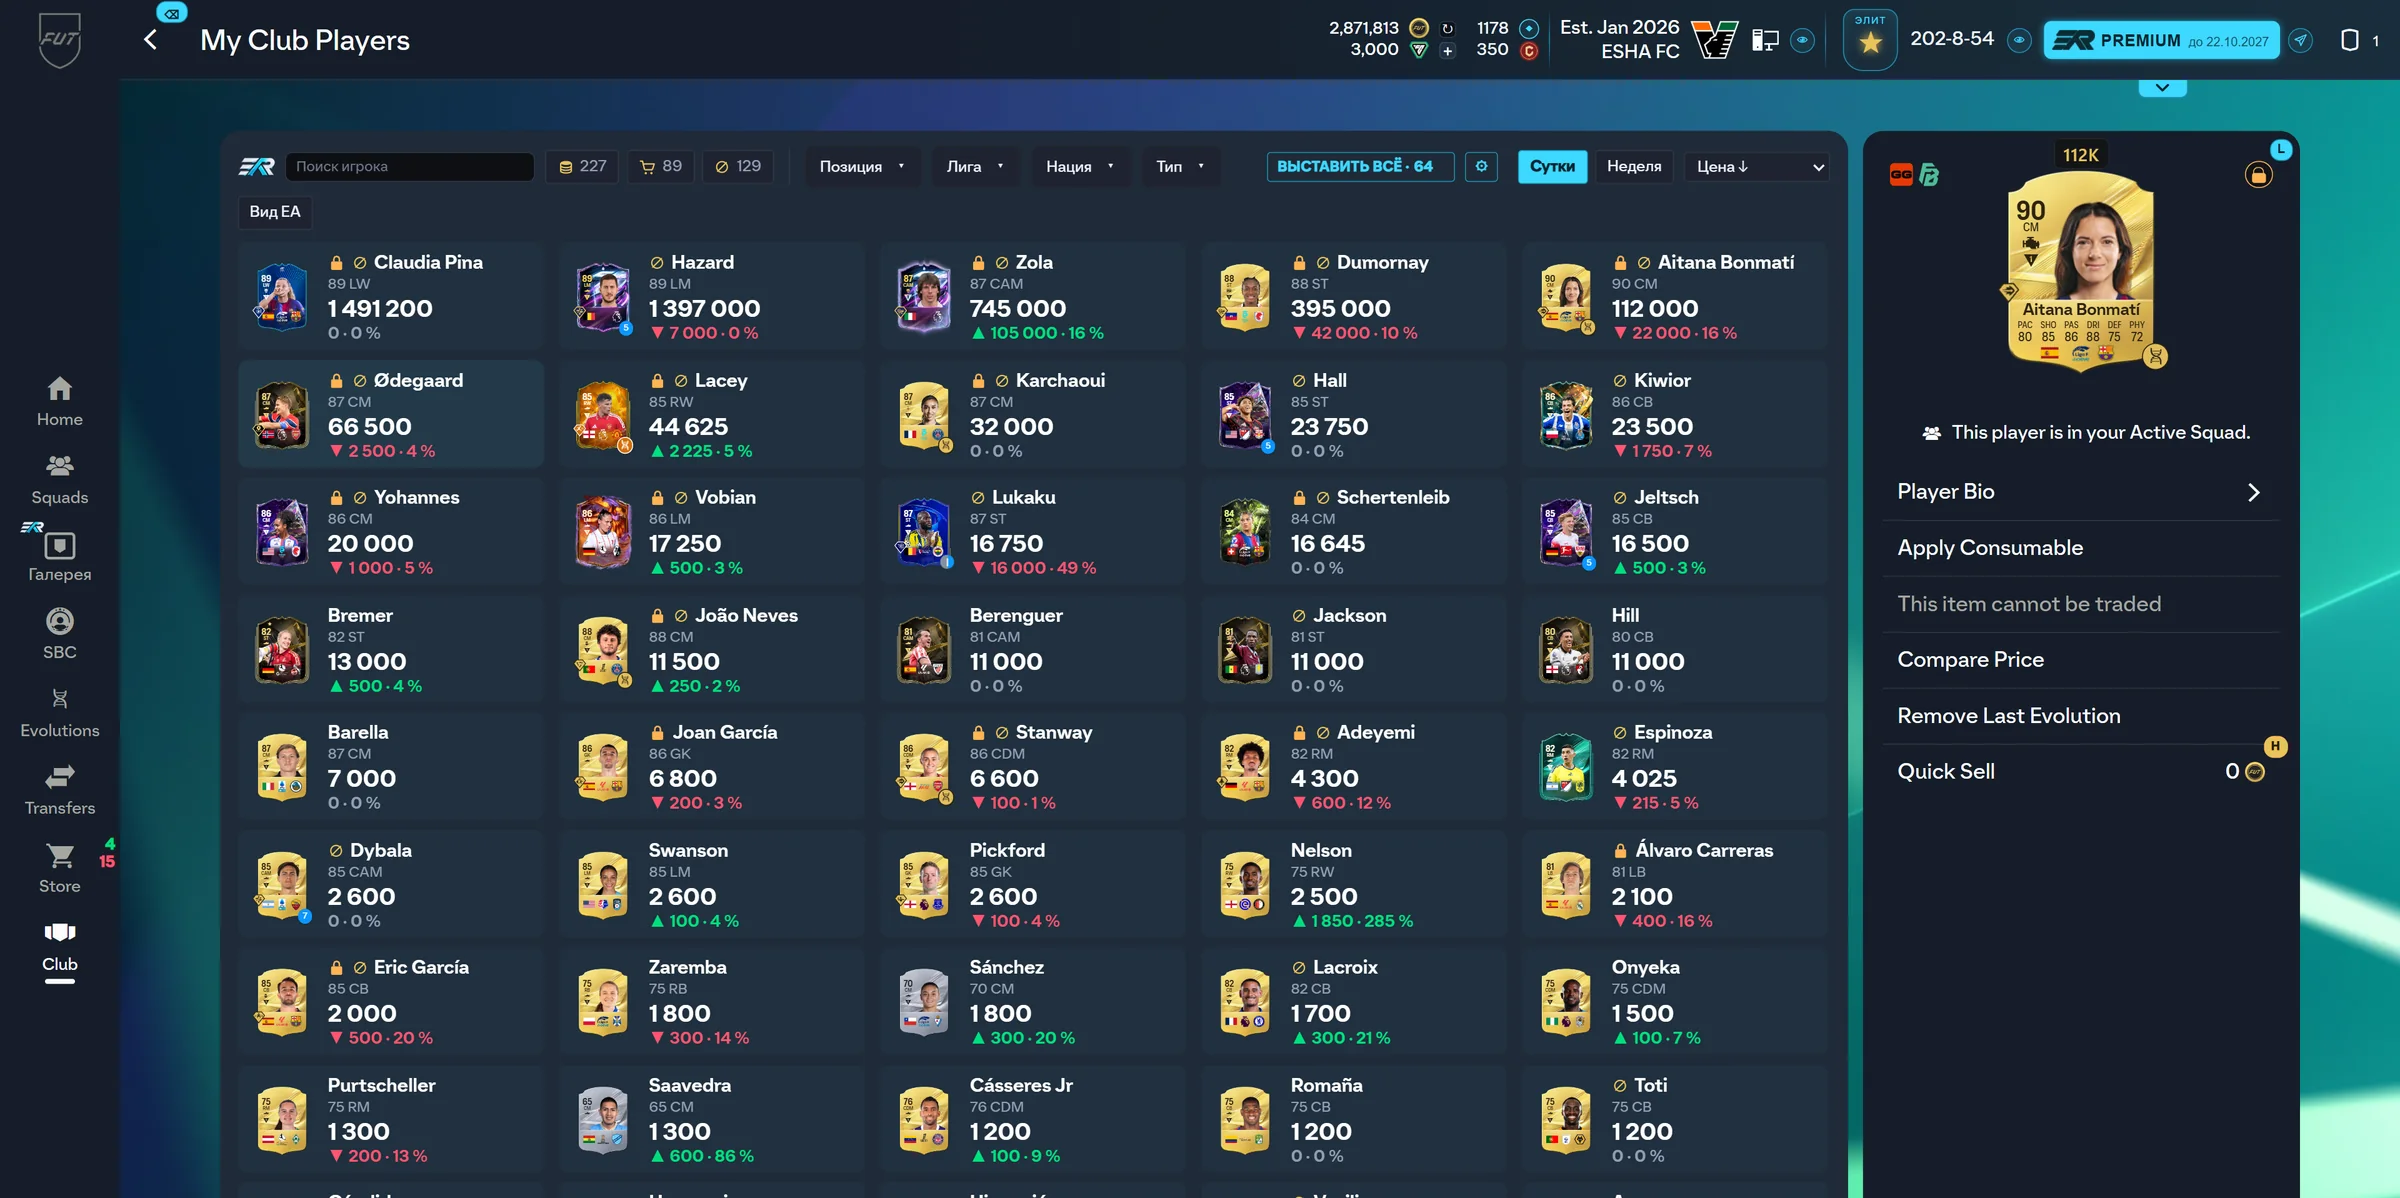 FUT
My Club Players
2,871,813
1178
3,000
350
Est. Jan 2026
ESHA FC
ЭЛИТ
202-8-54
PREMIUM до 22.10.2027
1
Поиск игрока
227
89
129
Позиция
Лига
Нация
Тип
ВЫСТАВИТЬ ВСЁ · 64
Сутки
Неделя
Цена ↓
Вид EA
Claudia Pina
89 LW
1 491 200
0 · 0 %
Hazard
89 LM
1 397 000
▼ 7 000 · 0 %
Zola
87 CAM
745 000
▲ 105 000 · 16 %
Dumornay
88 ST
395 000
▼ 42 000 · 10 %
Aitana Bonmatí
90 CM
112 000
▼ 22 000 · 16 %
Ødegaard
87 CM
66 500
▼ 2 500 · 4 %
Lacey
85 RW
44 625
▲ 2 225 · 5 %
Karchaoui
87 CM
32 000
0 · 0 %
Hall
85 ST
23 750
0 · 0 %
Kiwior
86 CB
23 500
▼ 1 750 · 7 %
Yohannes
86 CM
20 000
▼ 1 000 · 5 %
Vobian
86 LM
17 250
▲ 500 · 3 %
Lukaku
87 ST
16 750
▼ 16 000 · 49 %
Schertenleib
84 CM
16 645
0 · 0 %
Jeltsch
85 CB
16 500
▲ 500 · 3 %
Bremer
82 ST
13 000
▲ 500 · 4 %
João Neves
88 CM
11 500
▲ 250 · 2 %
Berenguer
81 CAM
11 000
0 · 0 %
Jackson
81 ST
11 000
0 · 0 %
Hill
80 CB
11 000
0 · 0 %
Barella
87 CM
7 000
0 · 0 %
Joan García
86 GK
6 800
▼ 200 · 3 %
Stanway
86 CDM
6 600
▼ 100 · 1 %
Adeyemi
82 RM
4 300
▼ 600 · 12 %
Espinoza
82 RM
4 025
▼ 215 · 5 %
Dybala
85 CAM
2 600
0 · 0 %
Swanson
85 LM
2 600
▲ 100 · 4 %
Pickford
85 GK
2 600
▼ 100 · 4 %
Nelson
75 RW
2 500
▲ 1 850 · 285 %
Álvaro Carreras
81 LB
2 100
▼ 400 · 16 %
Eric García
85 CB
2 000
▼ 500 · 20 %
Zaremba
75 RB
1 800
▼ 300 · 14 %
Sánchez
70 CM
1 800
▲ 300 · 20 %
Lacroix
82 CB
1 700
▲ 300 · 21 %
Onyeka
75 CDM
1 500
▲ 100 · 7 %
Purtscheller
75 RM
1 300
▼ 200 · 13 %
Saavedra
65 CM
1 300
▲ 600 · 86 %
Cásseres Jr
76 CDM
1 200
▲ 100 · 9 %
Romaña
75 CB
1 200
0 · 0 %
Toti
75 CB
1 200
0 · 0 %
Home
Squads
Галерея
SBC
Evolutions
Transfers
4
15
Store
Club
L
112K
GG
90
CM
Aitana Bonmatí
PAC SHO PAS DRI DEF PHY
80 85 86 88 75 72
This player is in your Active Squad.
Player Bio
Apply Consumable
This item cannot be traded
Compare Price
Remove Last Evolution
H
Quick Sell
0